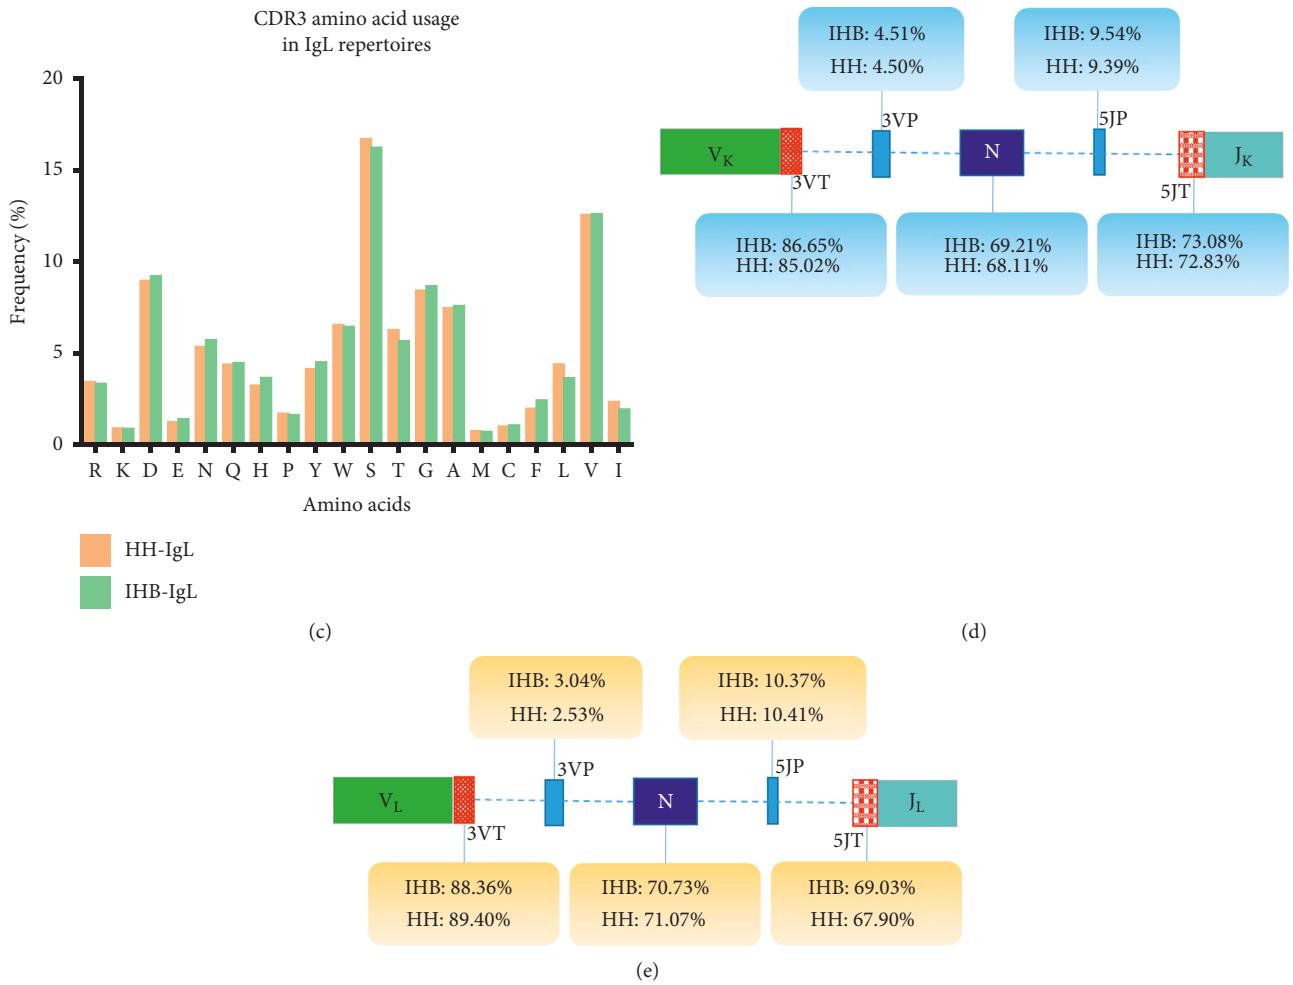 CDR3 amino acid usage
in IgL repertoires
Frequency (%)
20
15
10
5
0
R K D E N Q H P Y W S T G A M C F L V I
Amino acids
HH-IgL
IHB-IgL
(c)
IHB: 4.51%
HH: 4.50%
IHB: 9.54%
HH: 9.39%
3VP
5JP
VK
N
JK
3VT
5JT
IHB: 86.65%
HH: 85.02%
IHB: 69.21%
HH: 68.11%
IHB: 73.08%
HH: 72.83%
(d)
IHB: 3.04%
HH: 2.53%
IHB: 10.37%
HH: 10.41%
3VP
5JP
VL
N
JL
3VT
5JT
IHB: 88.36%
HH: 89.40%
IHB: 70.73%
HH: 71.07%
IHB: 69.03%
HH: 67.90%
(e)